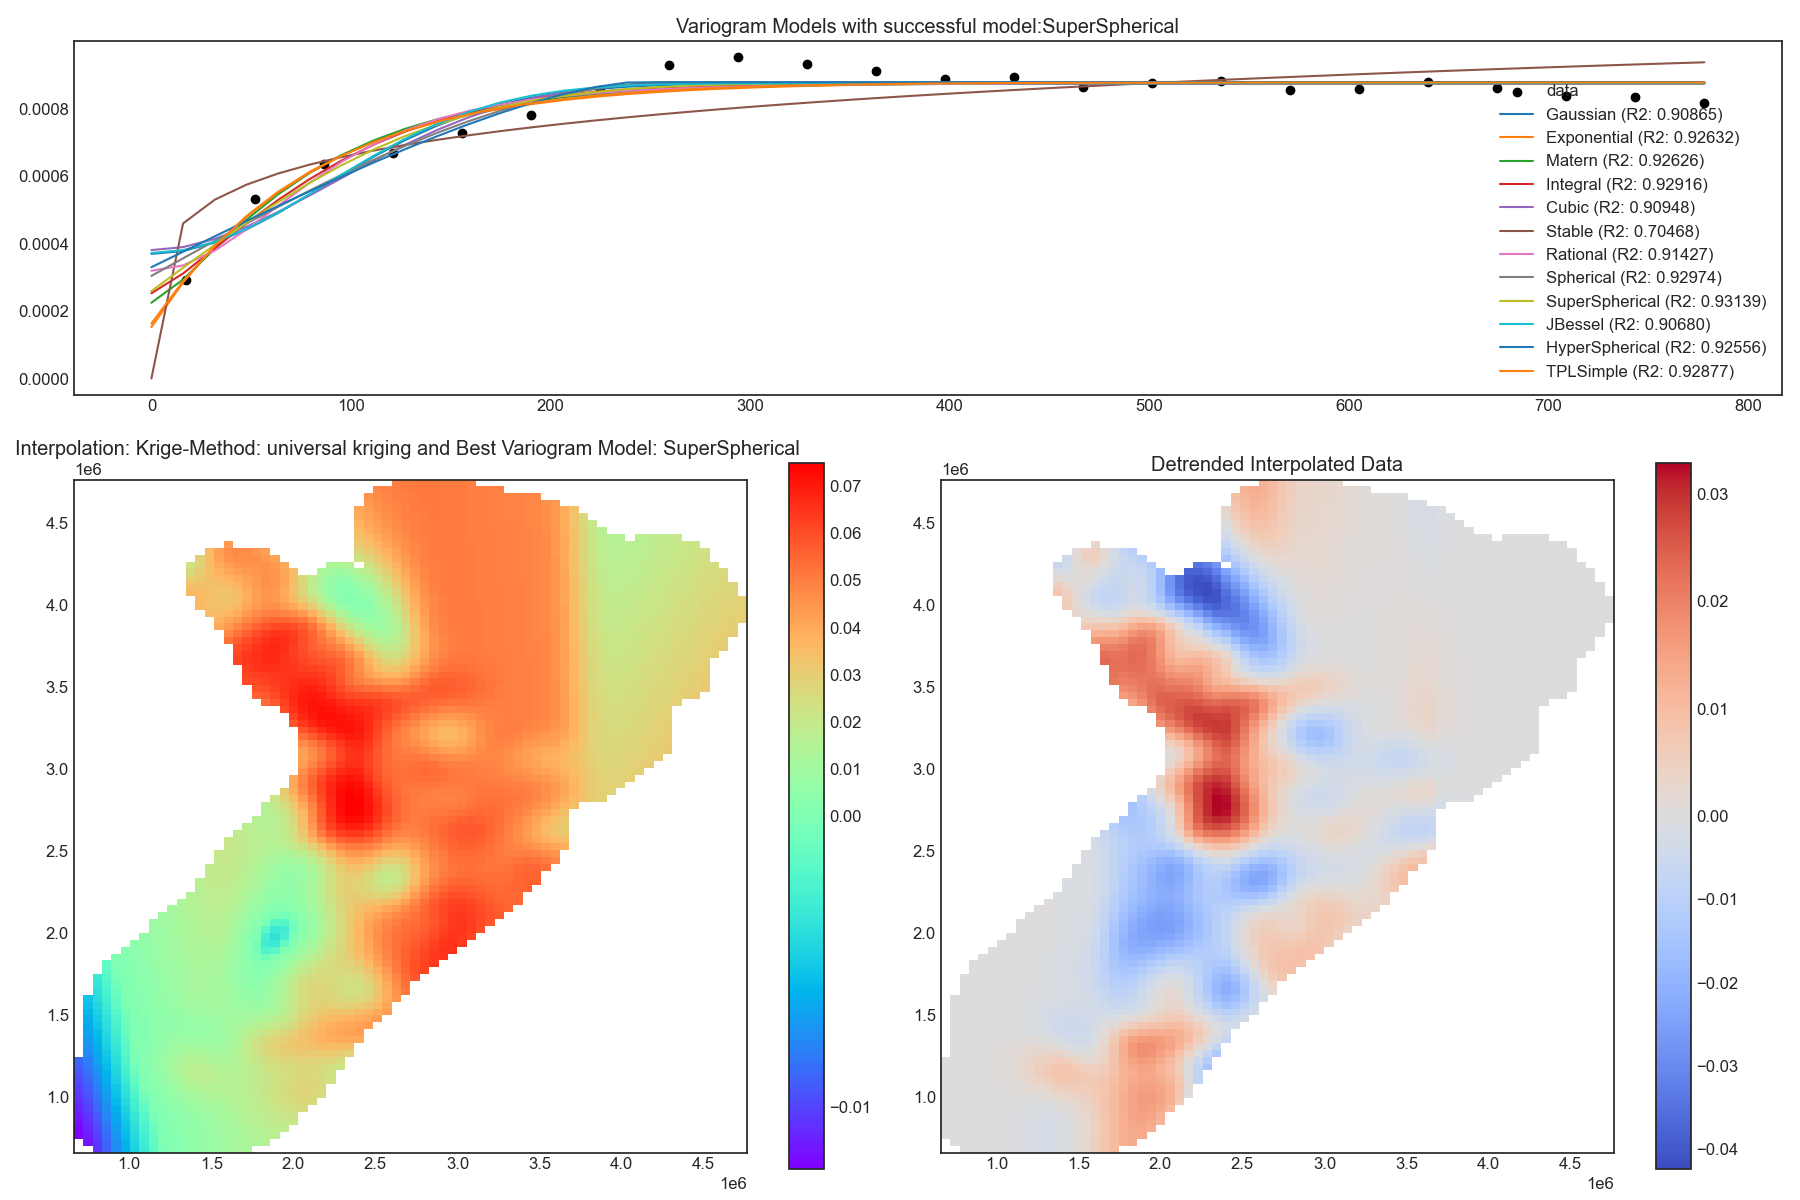 Variogram Models with successful model:SuperSpherical
0.0008
0.0006
0.0004
0.0002
0.0000
data
Gaussian (R2: 0.90865)
Exponential (R2: 0.92632)
Matern (R2: 0.92626)
Integral (R2: 0.92916)
Cubic (R2: 0.90948)
Stable (R2: 0.70468)
Rational (R2: 0.91427)
Spherical (R2: 0.92974)
SuperSpherical (R2: 0.93139)
JBessel (R2: 0.90680)
HyperSpherical (R2: 0.92556)
TPLSimple (R2: 0.92877)
0 100 200 300 400 500 600 700 800
Interpolation: Krige-Method: universal kriging and Best Variogram Model: SuperSpherical
1e6
4.5
4.0
3.5
3.0
2.5
2.0
1.5
1.0
1.0 1.5 2.0 2.5 3.0 3.5 4.0 4.5
1e6
0.07
0.06
0.05
0.04
0.03
0.02
0.01
0.00
−0.01
Detrended Interpolated Data
1e6
4.5
4.0
3.5
3.0
2.5
2.0
1.5
1.0
1.0 1.5 2.0 2.5 3.0 3.5 4.0 4.5
1e6
0.03
0.02
0.01
0.00
−0.01
−0.02
−0.03
−0.04